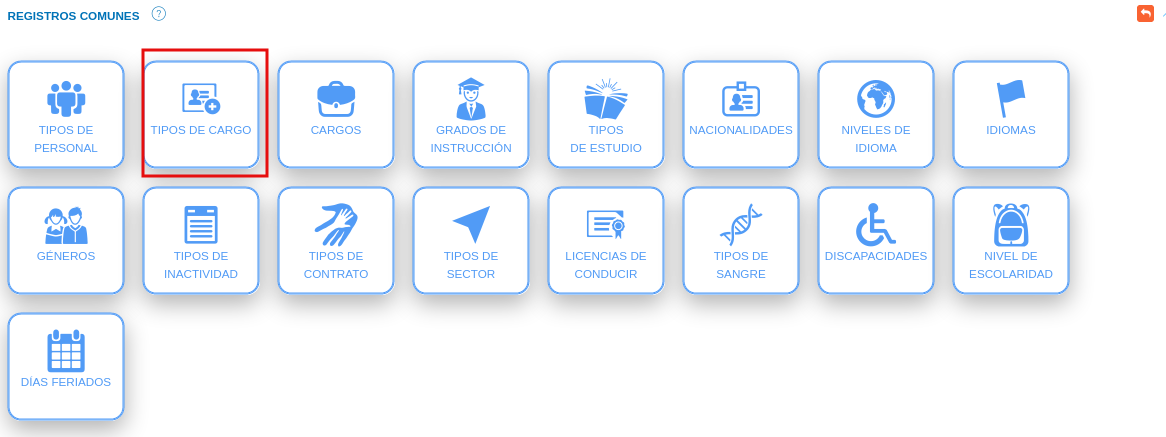 REGISTROS COMUNES ?
TIPOS DE
PERSONAL
TIPOS DE CARGO
CARGOS
GRADOS DE
INSTRUCCIÓN
TIPOS
DE ESTUDIO
NACIONALIDADES
NIVELES DE
IDIOMA
IDIOMAS
GÉNEROS
TIPOS DE
INACTIVIDAD
TIPOS DE
CONTRATO
TIPOS DE
SECTOR
LICENCIAS DE
CONDUCIR
TIPOS DE
SANGRE
DISCAPACIDADES
NIVEL DE
ESCOLARIDAD
DÍAS FERIADOS